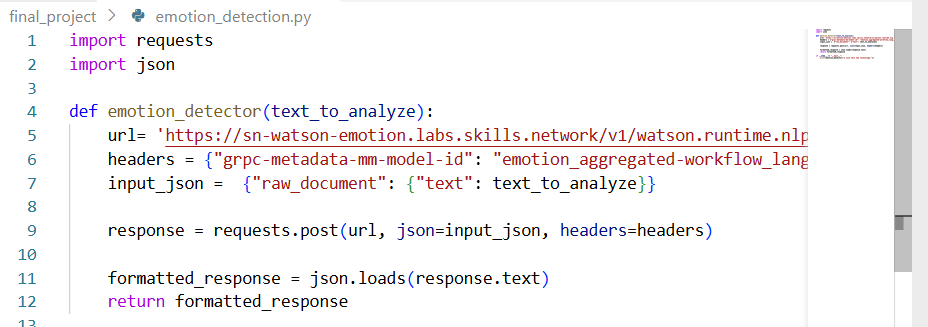 final_project > emotion_detection.py
1 import requests
2 import json
3
4 def emotion_detector(text_to_analyze):
5 url= 'https://sn-watson-emotion.labs.skills.network/v1/watson.runtime.nlp
6 headers = {"grpc-metadata-mm-model-id": "emotion_aggregated-workflow_lang
7 input_json =  {"raw_document": {"text": text_to_analyze}}
8
9 response = requests.post(url, json=input_json, headers=headers)
10
11 formatted_response = json.loads(response.text)
12 return formatted_response
13